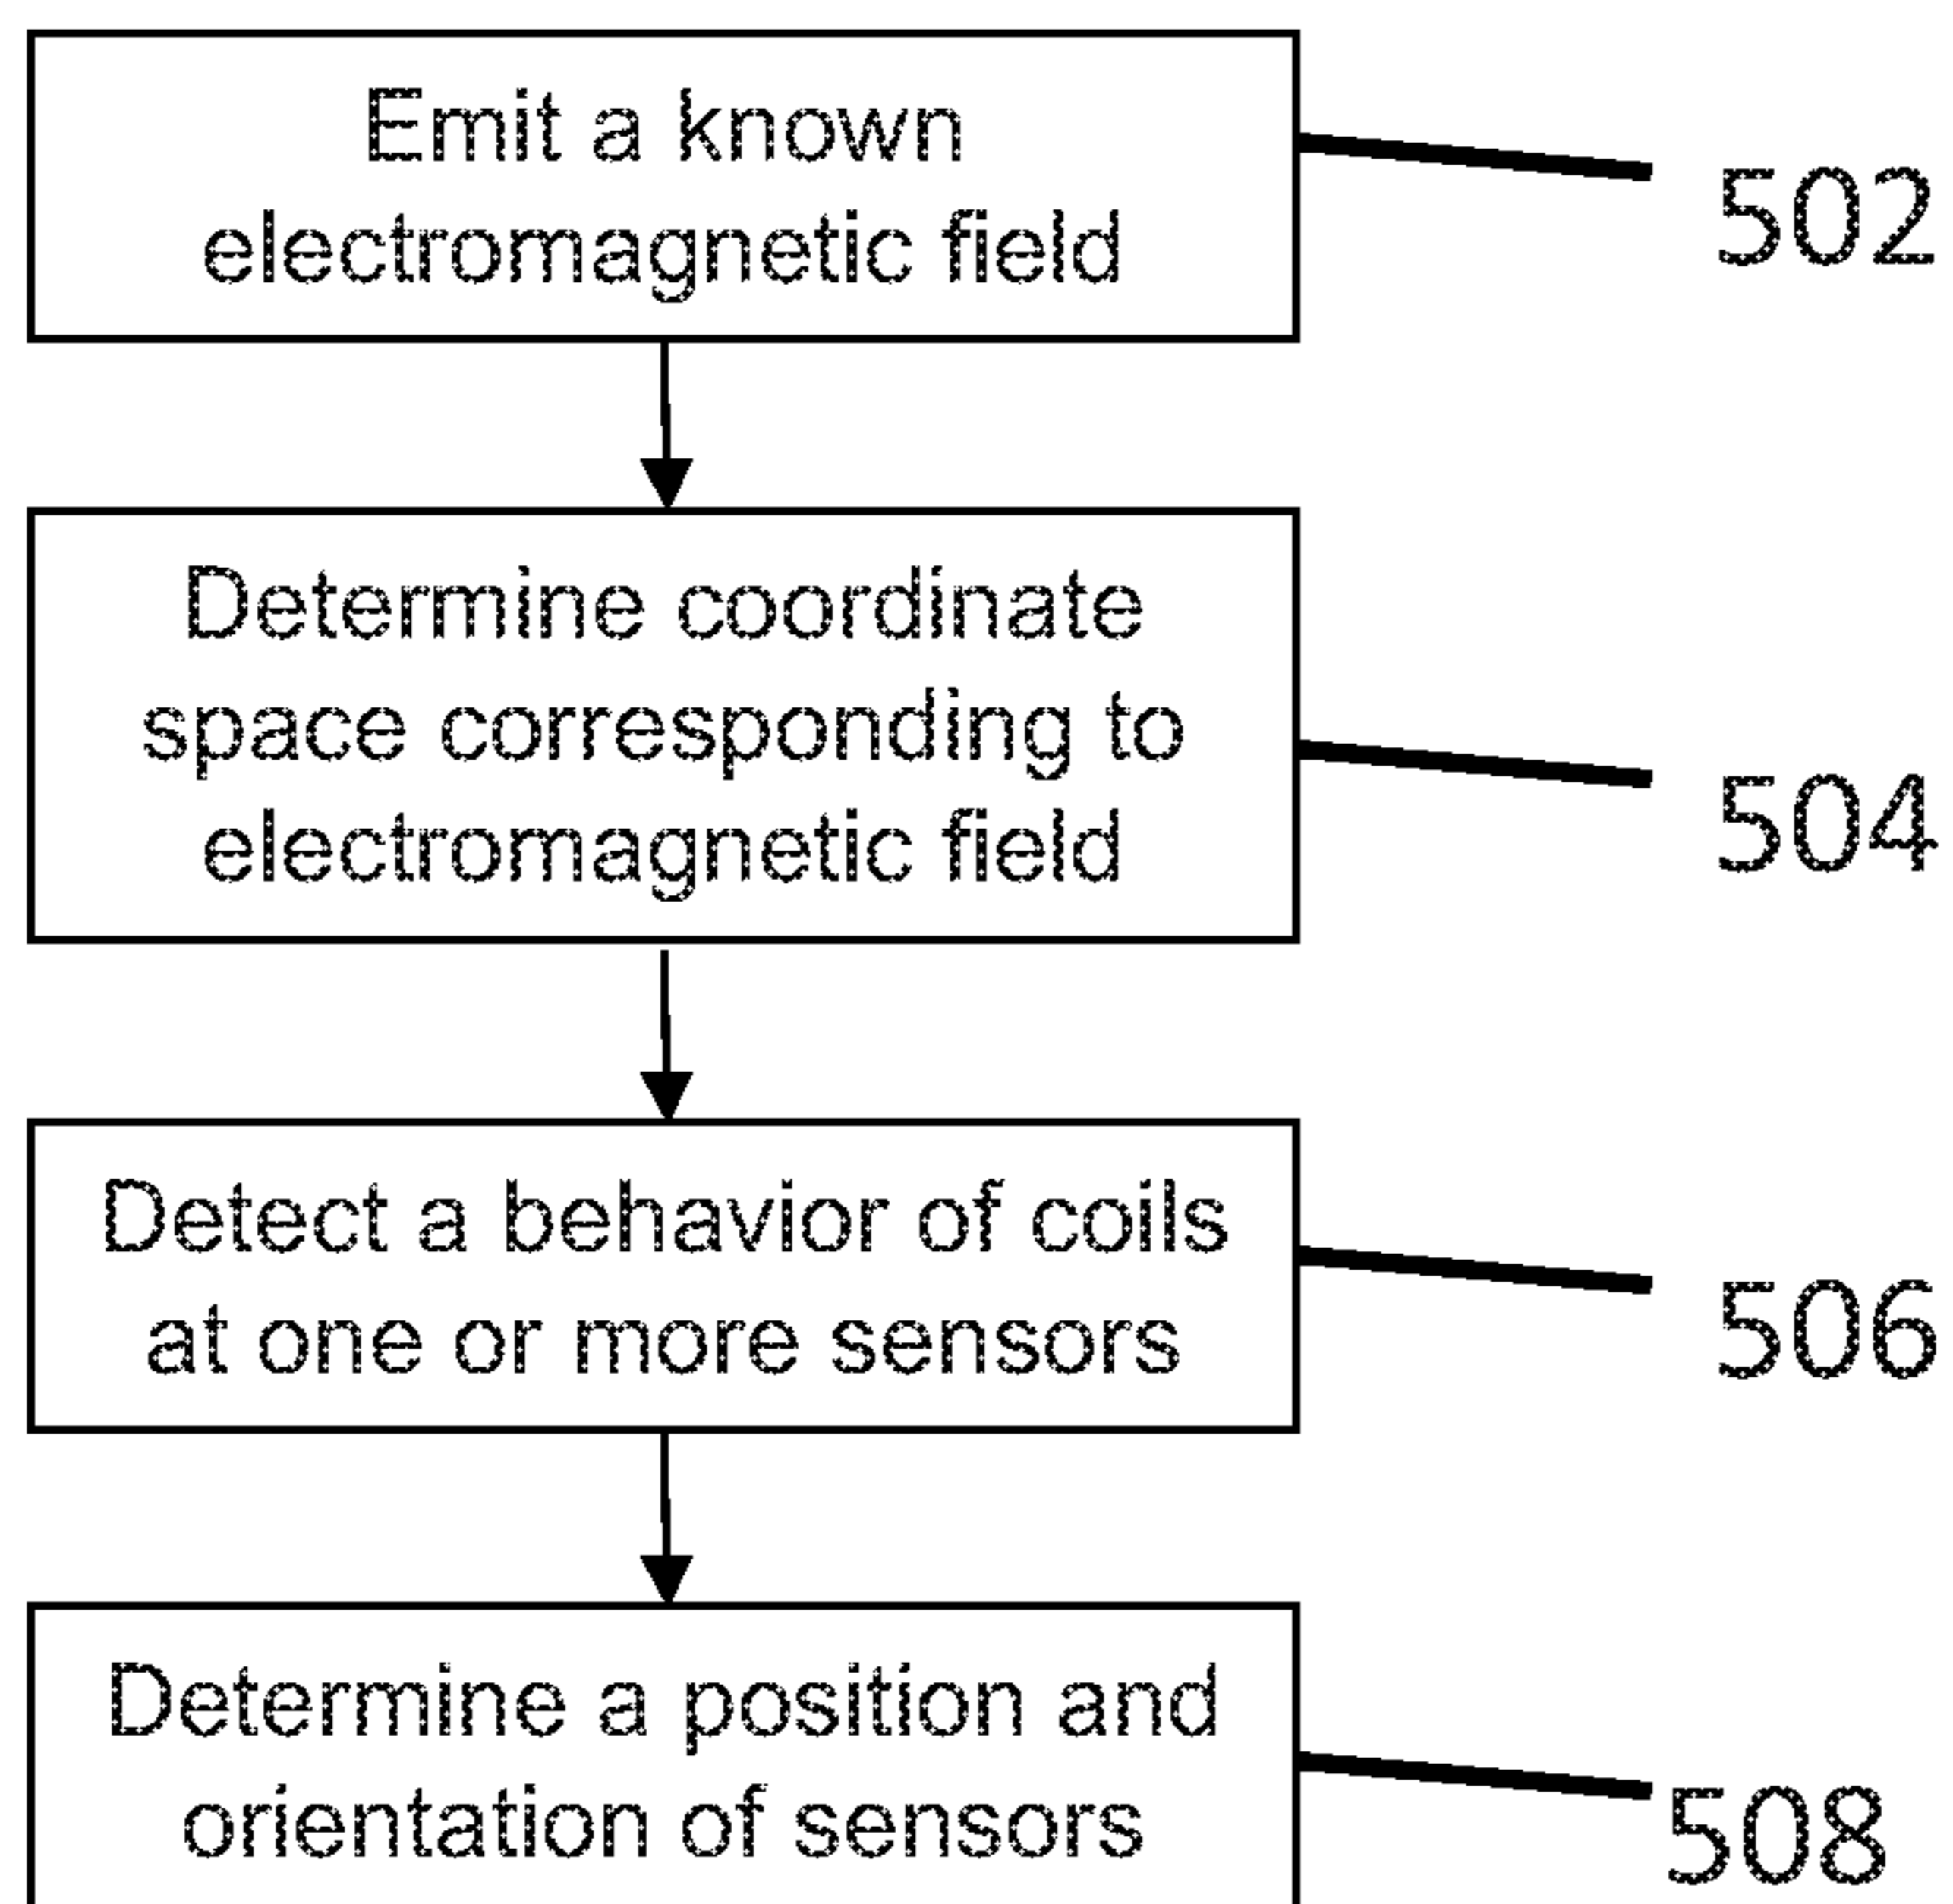 Emit a known
electromagnetic field
502
Determine coordinate
space corresponding to
electromagnetic field
504
Detect a behavior of coils
at one or more sensors
506
Determine a position and
orientation of sensors
508